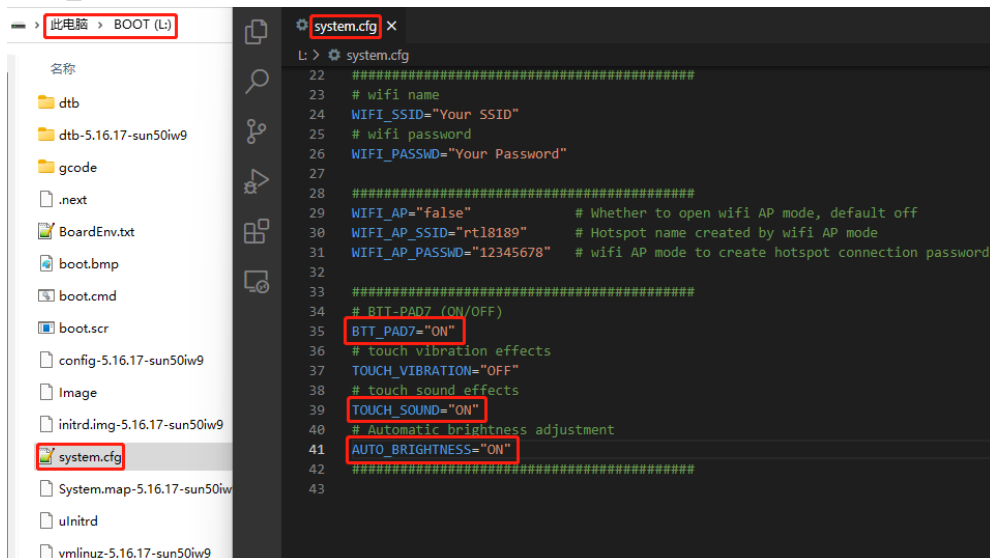 此电脑 > BOOT (L:)
名称
dtb
dtb-5.16.17-sun50iw9
gcode
.next
BoardEnv.txt
boot.bmp
boot.cmd
boot.scr
config-5.16.17-sun50iw9
Image
initrd.img-5.16.17-sun50iw9
system.cfg
System.map-5.16.17-sun50iw
uInitrd
vmlinuz-5.16.17-sun50iw9
system.cfg ×
L: > system.cfg
22 ###########################################
23 # wifi name
24 WIFI_SSID="Your SSID"
25 # wifi password
26 WIFI_PASSWD="Your Password"
27
28 ###########################################
29 WIFI_AP="false" # Whether to open wifi AP mode, default off
30 WIFI_AP_SSID="rtl8189" # Hotspot name created by wifi AP mode
31 WIFI_AP_PASSWD="12345678" # wifi AP mode to create hotspot connection password
32
33 ###########################################
34 # BTT-PAD7 (ON/OFF)
35 BTT_PAD7="ON"
36 # touch vibration effects
37 TOUCH_VIBRATION="OFF"
38 # touch sound effects
39 TOUCH_SOUND="ON"
40 # Automatic brightness adjustment
41 AUTO_BRIGHTNESS="ON"
42 ###########################################
43